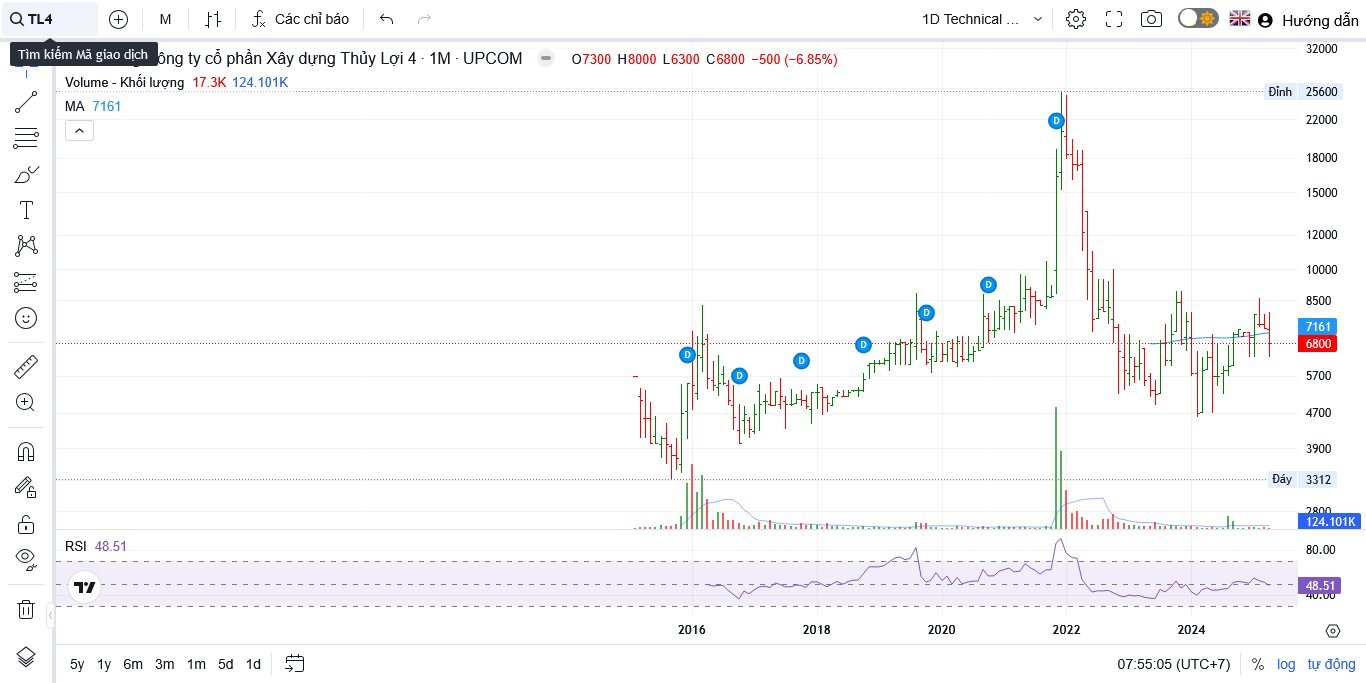 TL4
M
Các chỉ báo
1D Technical ...
Hướng dẫn
Tìm kiếm Mã giao dịch
ông ty cổ phần Xây dựng Thủy Lợi 4 · 1M · UPCOM
O7300 H8000 L6300 C6800 −500 (−6.85%)
Volume - Khối lượng 17.3K 124.101K
MA 7161
32000
Đỉnh 25600
22000
18000
15000
12000
10000
8500
7161
6800
5700
4700
3900
Đáy 3312
2800
124.101K
D
D
D
D
D
D
D
RSI 48.51
80.00
48.51
40.00
2016
2018
2020
2022
2024
5y 1y 6m 3m 1m 5d 1d
07:55:05 (UTC+7)
% log tự động